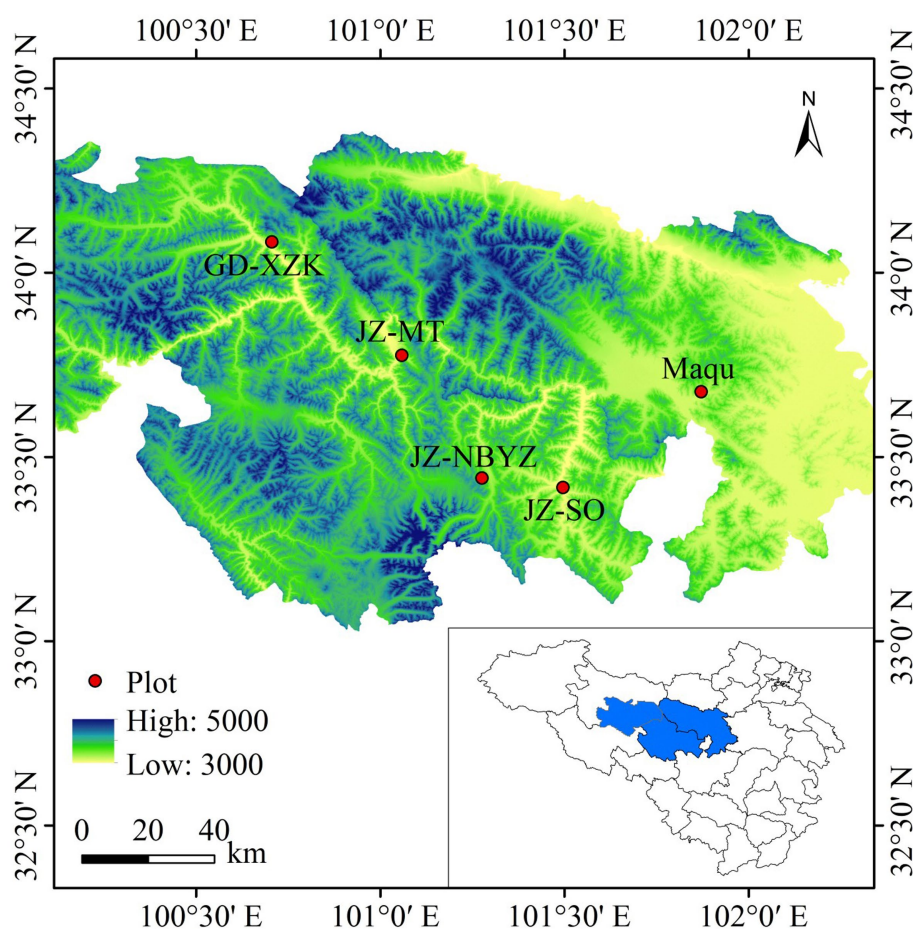 100°30′ E
101°0′ E
101°30′ E
102°0′ E
34°30′ N
34°30′ N
N
GD-XZK
34°0′ N
34°0′ N
JZ-MT
Maqu
33°30′ N
33°30′ N
JZ-NBYZ
JZ-SO
33°0′ N
33°0′ N
Plot
High: 5000
Low: 3000
0 20 40
km
32°30′ N
32°30′ N
100°30′ E
101°0′ E
101°30′ E
102°0′ E